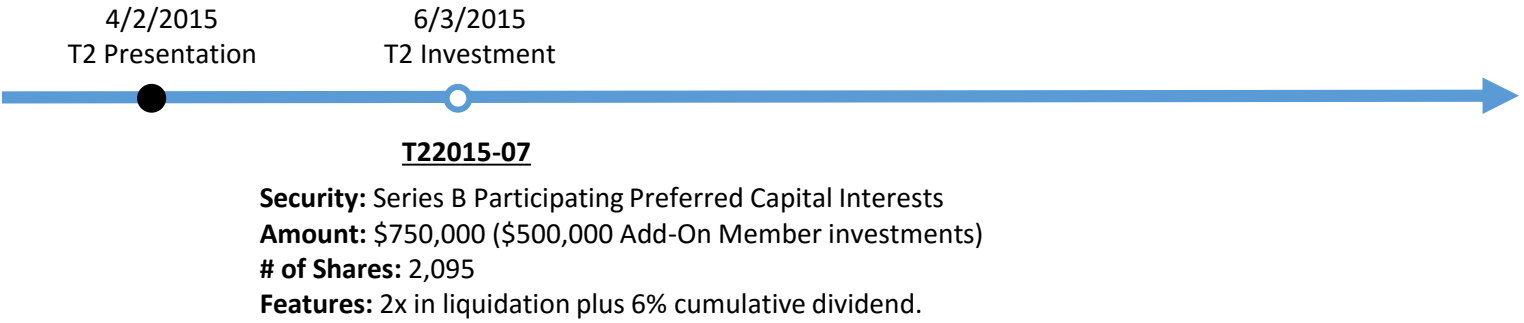 4/2/2015
T2 Presentation
6/3/2015
T2 Investment
T22015-07
Security: Series B Participating Preferred Capital Interests
Amount: $750,000 ($500,000 Add-On Member investments)
# of Shares: 2,095
Features: 2x in liquidation plus 6% cumulative dividend.